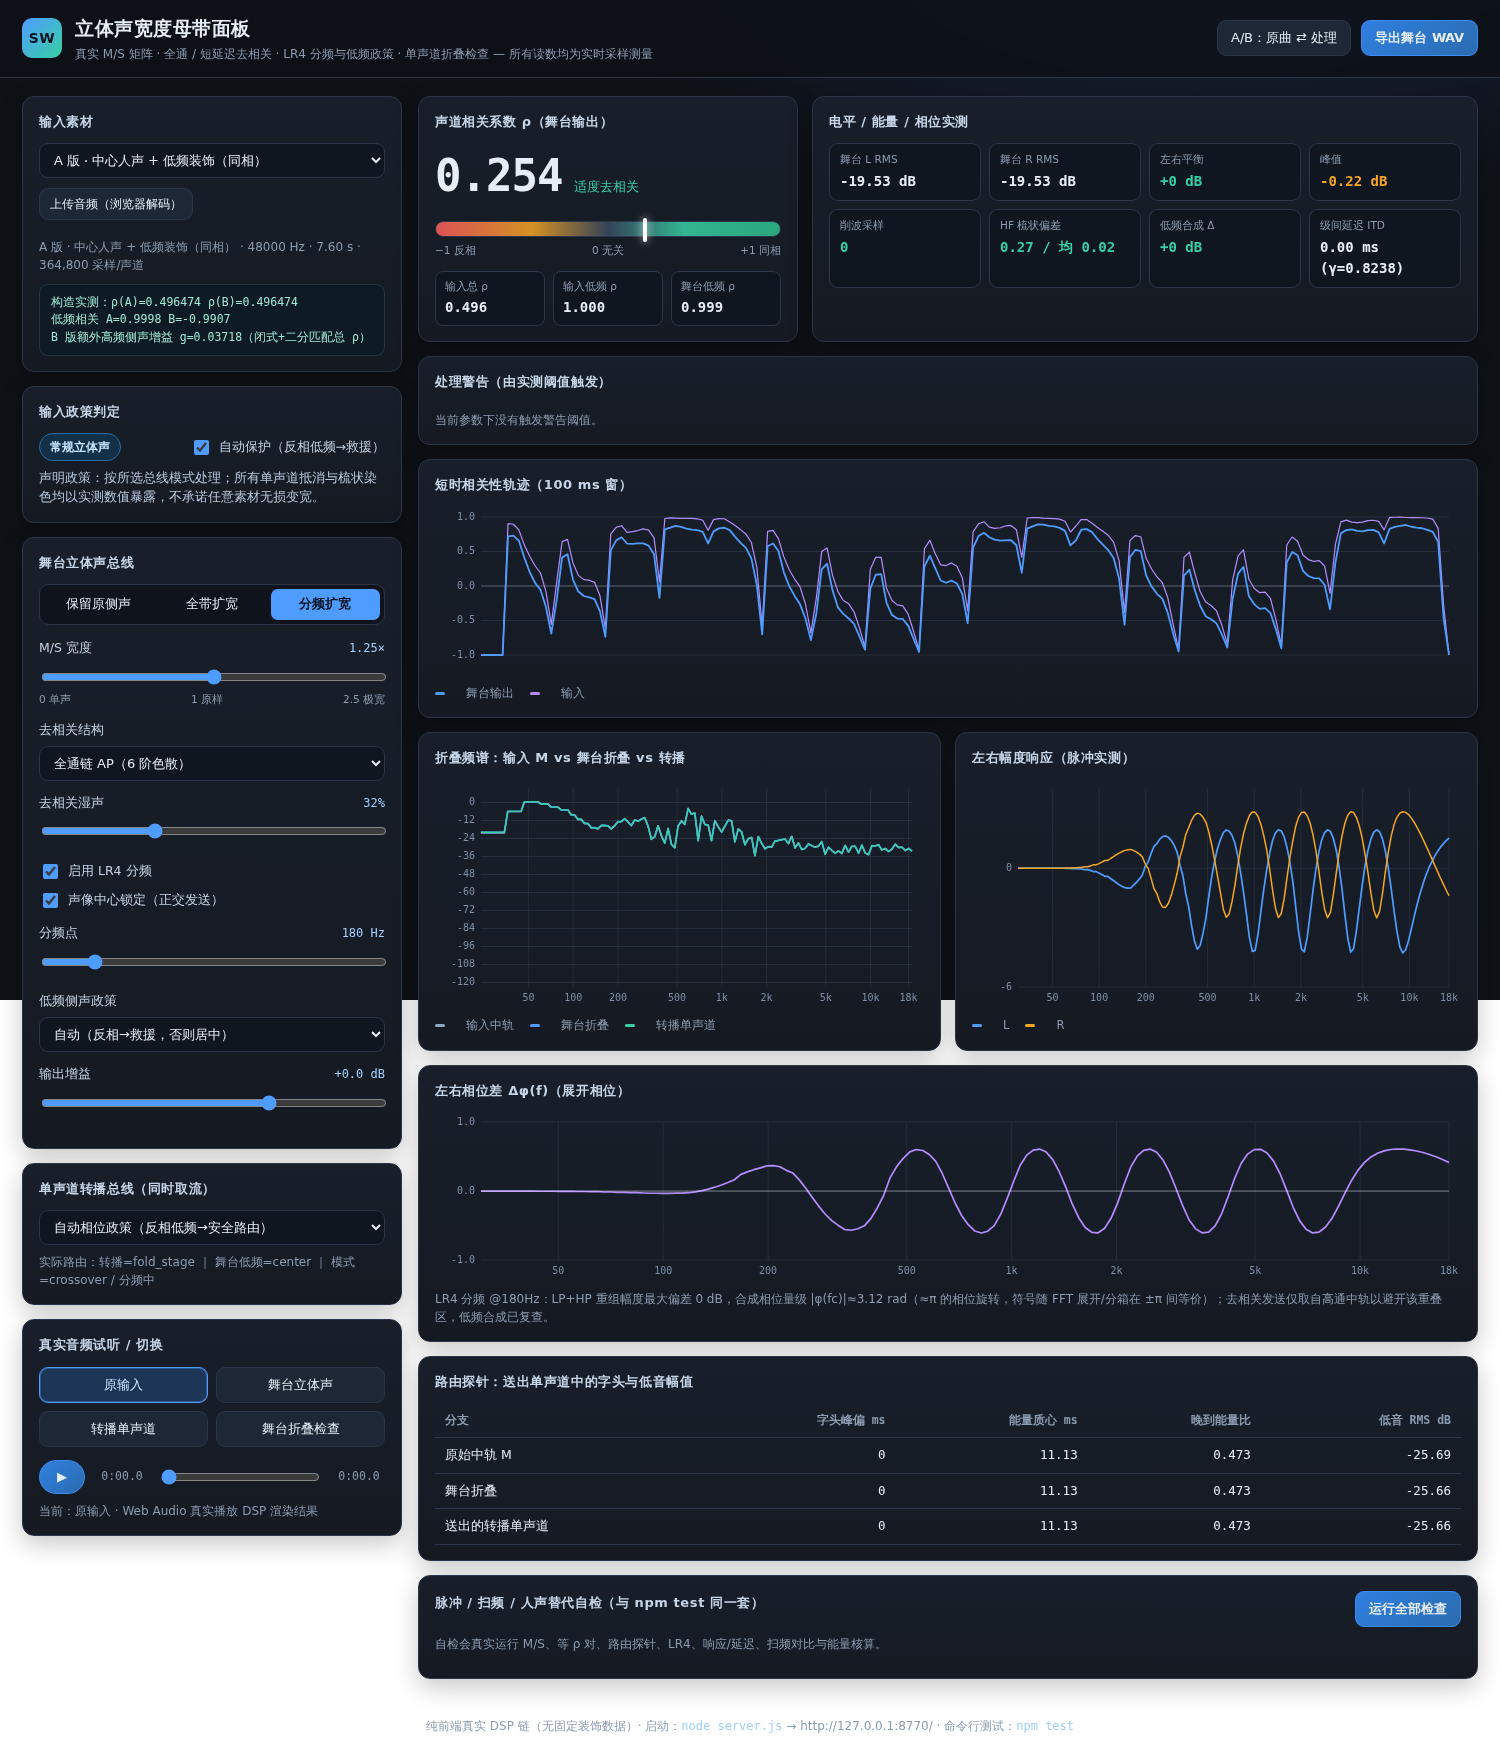 SW
立体声宽度母带面板
真实 M/S 矩阵 · 全通 / 短延迟去相关 · LR4 分频与低频政策 · 单声道折叠检查 — 所有读数均为实时采样测量
A/B：原曲 ⇄ 处理
导出舞台 WAV
输入素材
A 版 · 中心人声 + 低频装饰（同相）
上传音频（浏览器解码）
A 版 · 中心人声 + 低频装饰（同相） · 48000 Hz · 7.60 s ·
364,800 采样/声道
构造实测：ρ(A)=0.496474 ρ(B)=0.496474
低频相关 A=0.9998 B=-0.9907
B 版额外高频侧声增益 g=0.03718（闭式+二分匹配总 ρ）
输入政策判定
常规立体声
自动保护（反相低频→救援）
声明政策：按所选总线模式处理；所有单声道抵消与梳状染
色均以实测数值暴露，不承诺任意素材无损变宽。
舞台立体声总线
保留原侧声 全带扩宽 分频扩宽
M/S 宽度 1.25×
0 单声 1 原样 2.5 极宽
去相关结构
全通链 AP（6 阶色散）
去相关湿声 32%
启用 LR4 分频
声像中心锁定（正交发送）
分频点 180 Hz
低频侧声政策
自动（反相→救援，否则居中）
输出增益 +0.0 dB
单声道转播总线（同时取流）
自动相位政策（反相低频→安全路由）
实际路由：转播=fold_stage ｜ 舞台低频=center ｜ 模式
=crossover / 分频中
真实音频试听 / 切换
原输入 舞台立体声
转播单声道 舞台折叠检查
▶ 0:00.0 0:00.0
当前：原输入 · Web Audio 真实播放 DSP 渲染结果
声道相关系数 ρ（舞台输出）
0.254 适度去相关
−1 反相 0 无关 +1 同相
输入总 ρ
0.496
输入低频 ρ
1.000
舞台低频 ρ
0.999
电平 / 能量 / 相位实测
舞台 L RMS
-19.53 dB
舞台 R RMS
-19.53 dB
左右平衡
+0 dB
峰值
-0.22 dB
削波采样
0
HF 梳状偏差
0.27 / 均 0.02
低频合成 Δ
+0 dB
级间延迟 ITD
0.00 ms
(γ=0.8238)
处理警告（由实测阈值触发）
当前参数下没有触发警告阈值。
短时相关性轨迹（100 ms 窗）
1.0
0.5
0.0
-0.5
-1.0
舞台输出 输入
折叠频谱：输入 M vs 舞台折叠 vs 转播
0
-12
-24
-36
-48
-60
-72
-84
-96
-108
-120
50 100 200 500 1k 2k 5k 10k 18k
输入中轨 舞台折叠 转播单声道
左右幅度响应（脉冲实测）
0
-6
50 100 200 500 1k 2k 5k 10k 18k
L R
左右相位差 Δφ(f)（展开相位）
1.0
0.0
-1.0
50 100 200 500 1k 2k 5k 10k 18k
LR4 分频 @180Hz：LP+HP 重组幅度最大偏差 0 dB，合成相位量级 |φ(fc)|≈3.12 rad（≈π 的相位旋转，符号随 FFT 展开/分箱在 ±π 间等价）；去相关发送仅取自高通中轨以避开该重叠
区，低频合成已复查。
路由探针：送出单声道中的字头与低音幅值
分支 字头峰偏 ms 能量质心 ms 晚到能量比 低音 RMS dB
原始中轨 M 0 11.13 0.473 -25.69
舞台折叠 0 11.13 0.473 -25.66
送出的转播单声道 0 11.13 0.473 -25.66
脉冲 / 扫频 / 人声替代自检（与 npm test 同一套）
运行全部检查
自检会真实运行 M/S、等 ρ 对、路由探针、LR4、响应/延迟、扫频对比与能量核算。
纯前端真实 DSP 链（无固定装饰数据）· 启动：node server.js → http://127.0.0.1:8770/ · 命令行测试：npm test